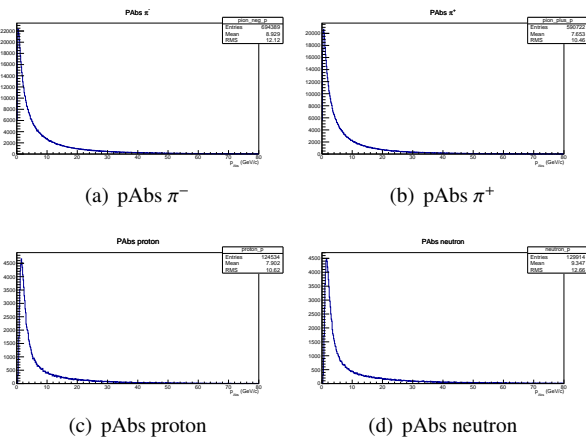 PAbs π⁻
pion_neg_p
Entries 694389
Mean 8.929
RMS 12.12
22000
20000
18000
16000
14000
12000
10000
8000
6000
4000
2000
0
0 10 20 30 40 50 60 70 80
p_Abs (GeV/c)
(a) pAbs π⁻
PAbs π⁺
pion_plus_p
Entries 590722
Mean 7.653
RMS 10.46
20000
18000
16000
14000
12000
10000
8000
6000
4000
2000
0
0 10 20 30 40 50 60 70 80
p_Abs (GeV/c)
(b) pAbs π⁺
PAbs proton
proton_p
Entries 124534
Mean 7.902
RMS 10.62
4500
4000
3500
3000
2500
2000
1500
1000
500
0
0 10 20 30 40 50 60 70 80
p_Abs (GeV/c)
(c) pAbs proton
PAbs neutron
neutron_p
Entries 129914
Mean 9.347
RMS 12.66
4500
4000
3500
3000
2500
2000
1500
1000
500
0
0 10 20 30 40 50 60 70 80
p_Abs (GeV/c)
(d) pAbs neutron